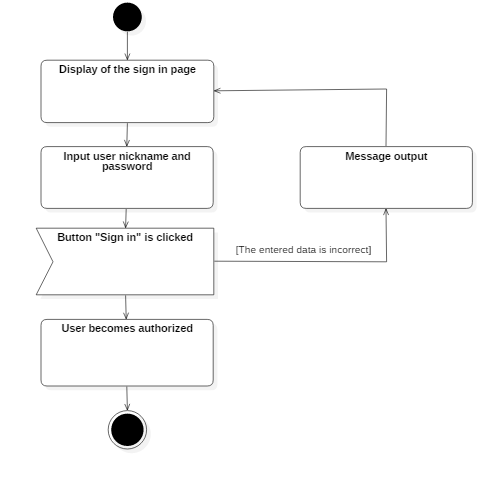 Display of the sign in page
Input user nickname and
password
Message output
Button "Sign in" is clicked
[The entered data is incorrect]
User becomes authorized